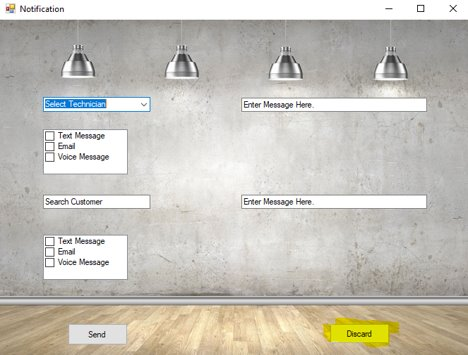 Notification
Select Technician
Enter Message Here.
Text Message
Email
Voice Message
Search Customer
Enter Message Here.
Text Message
Email
Voice Message
Send
Discard